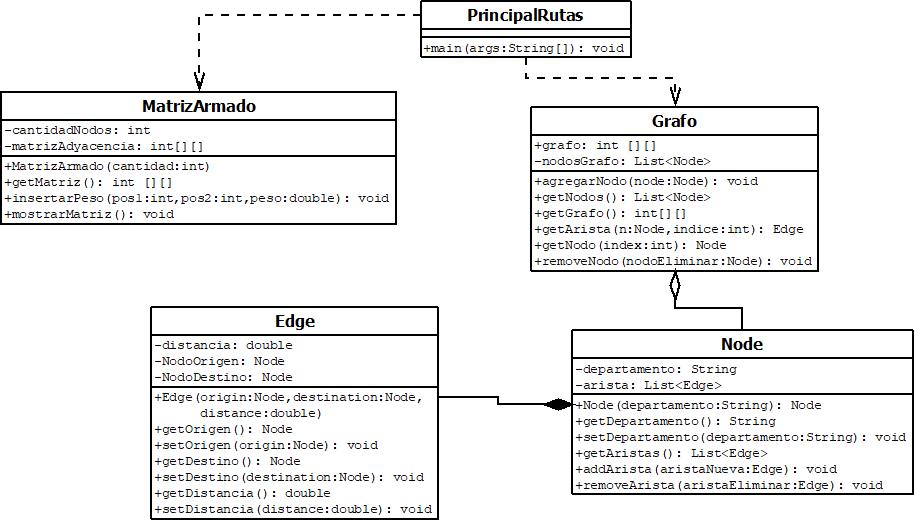 PrincipalRutas
+main(args:String[]): void
MatrizArmado
-cantidadNodos: int
-matrizAdyacencia: int[][]
+MatrizArmado(cantidad:int)
+getMatriz(): int [][]
+insertarPeso(pos1:int,pos2:int,peso:double): void
+mostrarMatriz(): void
Grafo
+grafo: int [][]
-nodosGrafo: List<Node>
+agregarNodo(node:Node): void
+getNodos(): List<Node>
+getGrafo(): int[][]
+getArista(n:Node,indice:int): Edge
+getNodo(index:int): Node
+removeNodo(nodoEliminar:Node): void
Edge
-distancia: double
-NodoOrigen: Node
-NodoDestino: Node
+Edge(origin:Node,destination:Node,
distance:double)
+getOrigen(): Node
+setOrigen(origin:Node): void
+getDestino(): Node
+setDestino(destination:Node): void
+getDistancia(): double
+setDistancia(distance:double): void
Node
-departamento: String
-arista: List<Edge>
+Node(departamento:String): Node
+getDepartamento(): String
+setDepartamento(departamento:String): void
+getAristas(): List<Edge>
+addArista(aristaNueva:Edge): void
+removeArista(aristaEliminar:Edge): void